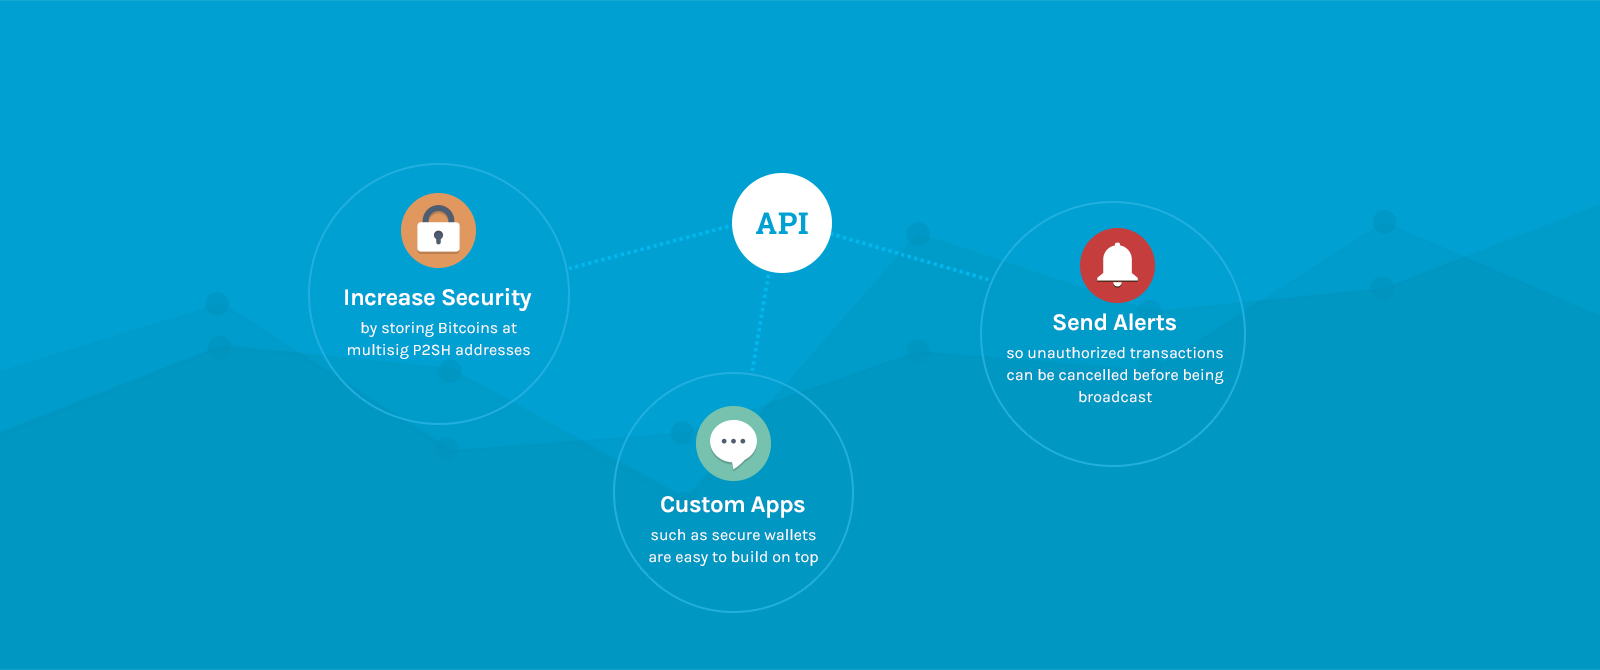 API
Increase Security
by storing Bitcoins at
multisig P2SH addresses
Custom Apps
such as secure wallets
are easy to build on top
Send Alerts
so unauthorized transactions
can be cancelled before being
broadcast